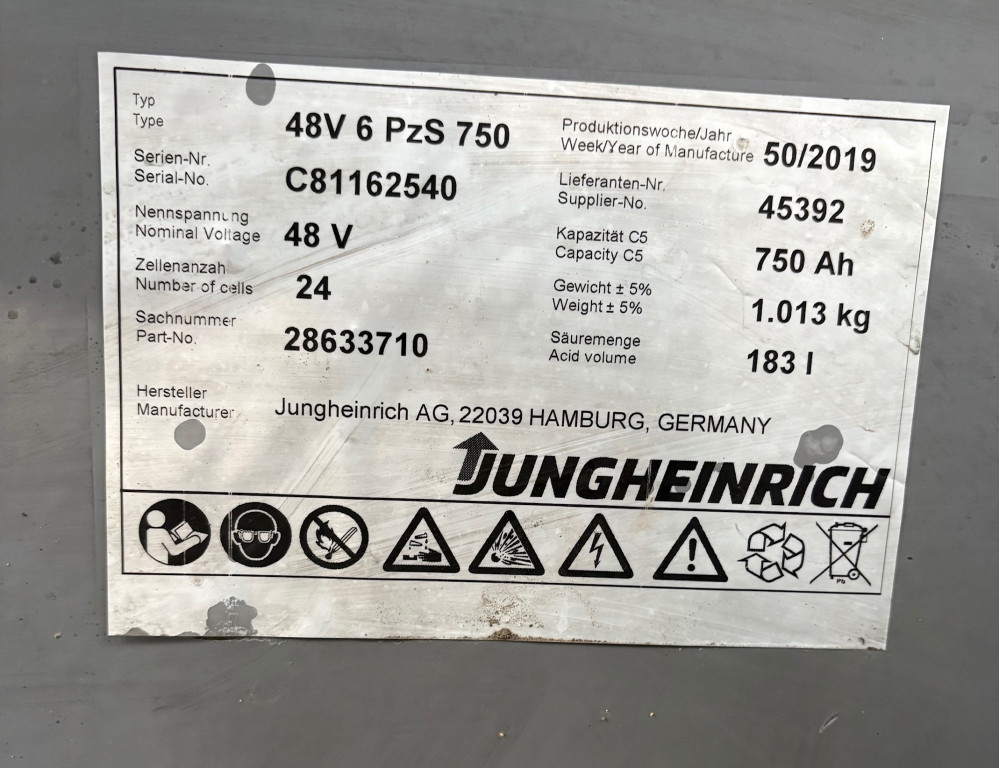 Typ
Type
48V 6 PzS 750
Serien-Nr.
Serial-No.
C81162540
Nennspannung
Nominal Voltage
48 V
Zellenanzahl
Number of cells
24
Sachnummer
Part-No.
28633710
Produktionswoche/Jahr
Week/Year of Manufacture
50/2019
Lieferanten-Nr.
Supplier-No.
45392
Kapazität C5
Capacity C5
750 Ah
Gewicht ± 5%
Weight ± 5%
1.013 kg
Säuremenge
Acid volume
183 l
Hersteller
Manufacturer
Jungheinrich AG, 22039 HAMBURG, GERMANY
JUNGHEINRICH
Pb